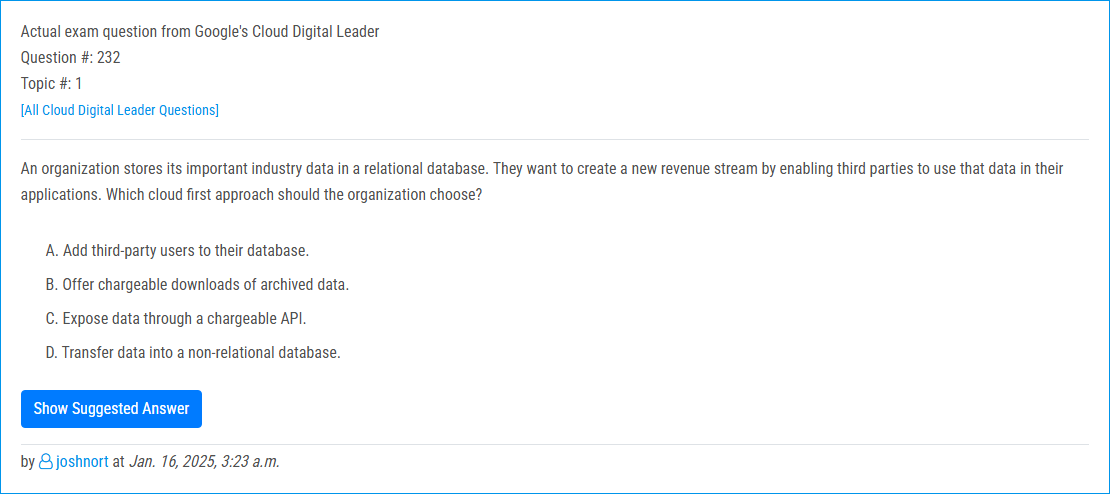 Actual exam question from Google's Cloud Digital Leader
Question #: 232
Topic #: 1
[All Cloud Digital Leader Questions]
An organization stores its important industry data in a relational database. They want to create a new revenue stream by enabling third parties to use that data in their
applications. Which cloud first approach should the organization choose?
A. Add third-party users to their database.
B. Offer chargeable downloads of archived data.
C. Expose data through a chargeable API.
D. Transfer data into a non-relational database.
Show Suggested Answer
by joshnort at Jan. 16, 2025, 3:23 a.m.